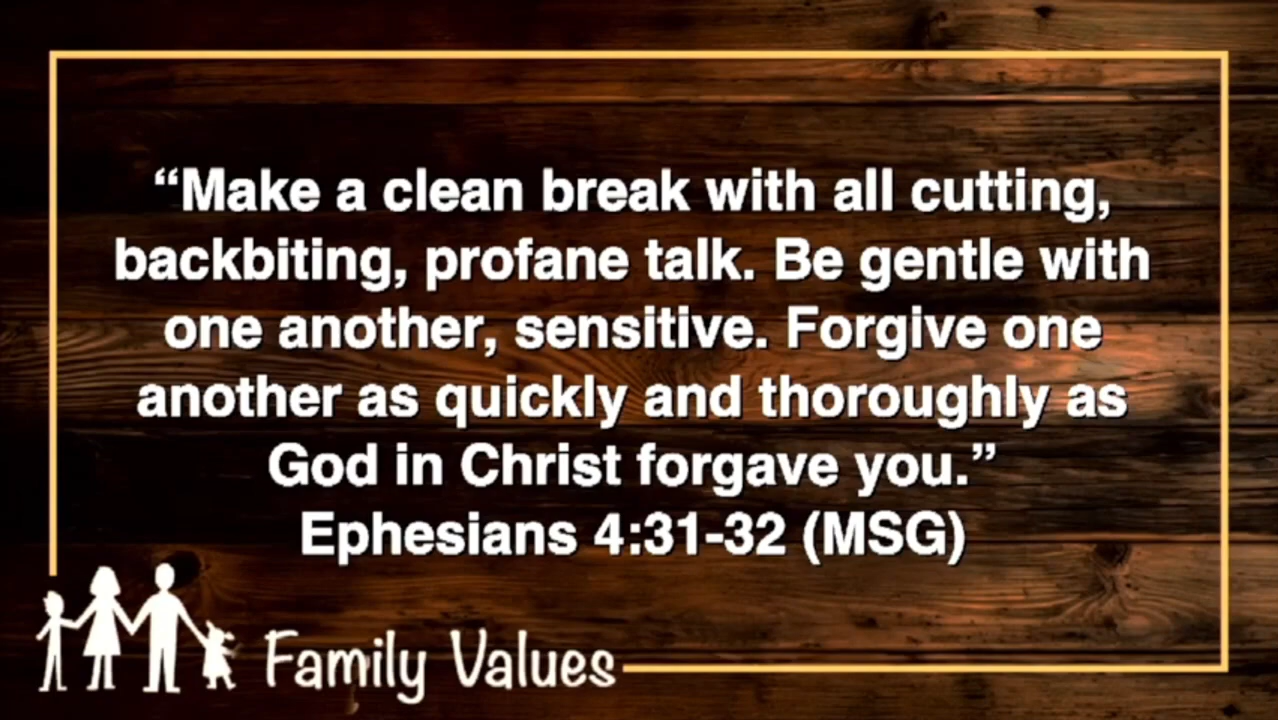 “Make a clean break with all cutting,
backbiting, profane talk. Be gentle with
one another, sensitive. Forgive one
another as quickly and thoroughly as
God in Christ forgave you.”
Ephesians 4:31-32 (MSG)
Family Values